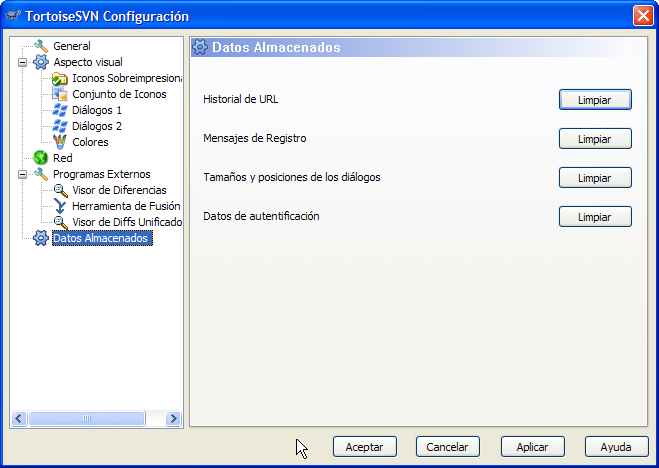 TortoiseSVN Configuración
General
Aspecto visual
Iconos Sobreimpresiona
Conjunto de Iconos
Diálogos 1
Diálogos 2
Colores
Red
Programas Externos
Visor de Diferencias
Herramienta de Fusión
Visor de Diffs Unificado
Datos Almacenados
Datos Almacenados
Historial de URL Limpiar
Mensajes de Registro Limpiar
Tamaños y posiciones de los diálogos Limpiar
Datos de autentificación Limpiar
Aceptar Cancelar Aplicar Ayuda